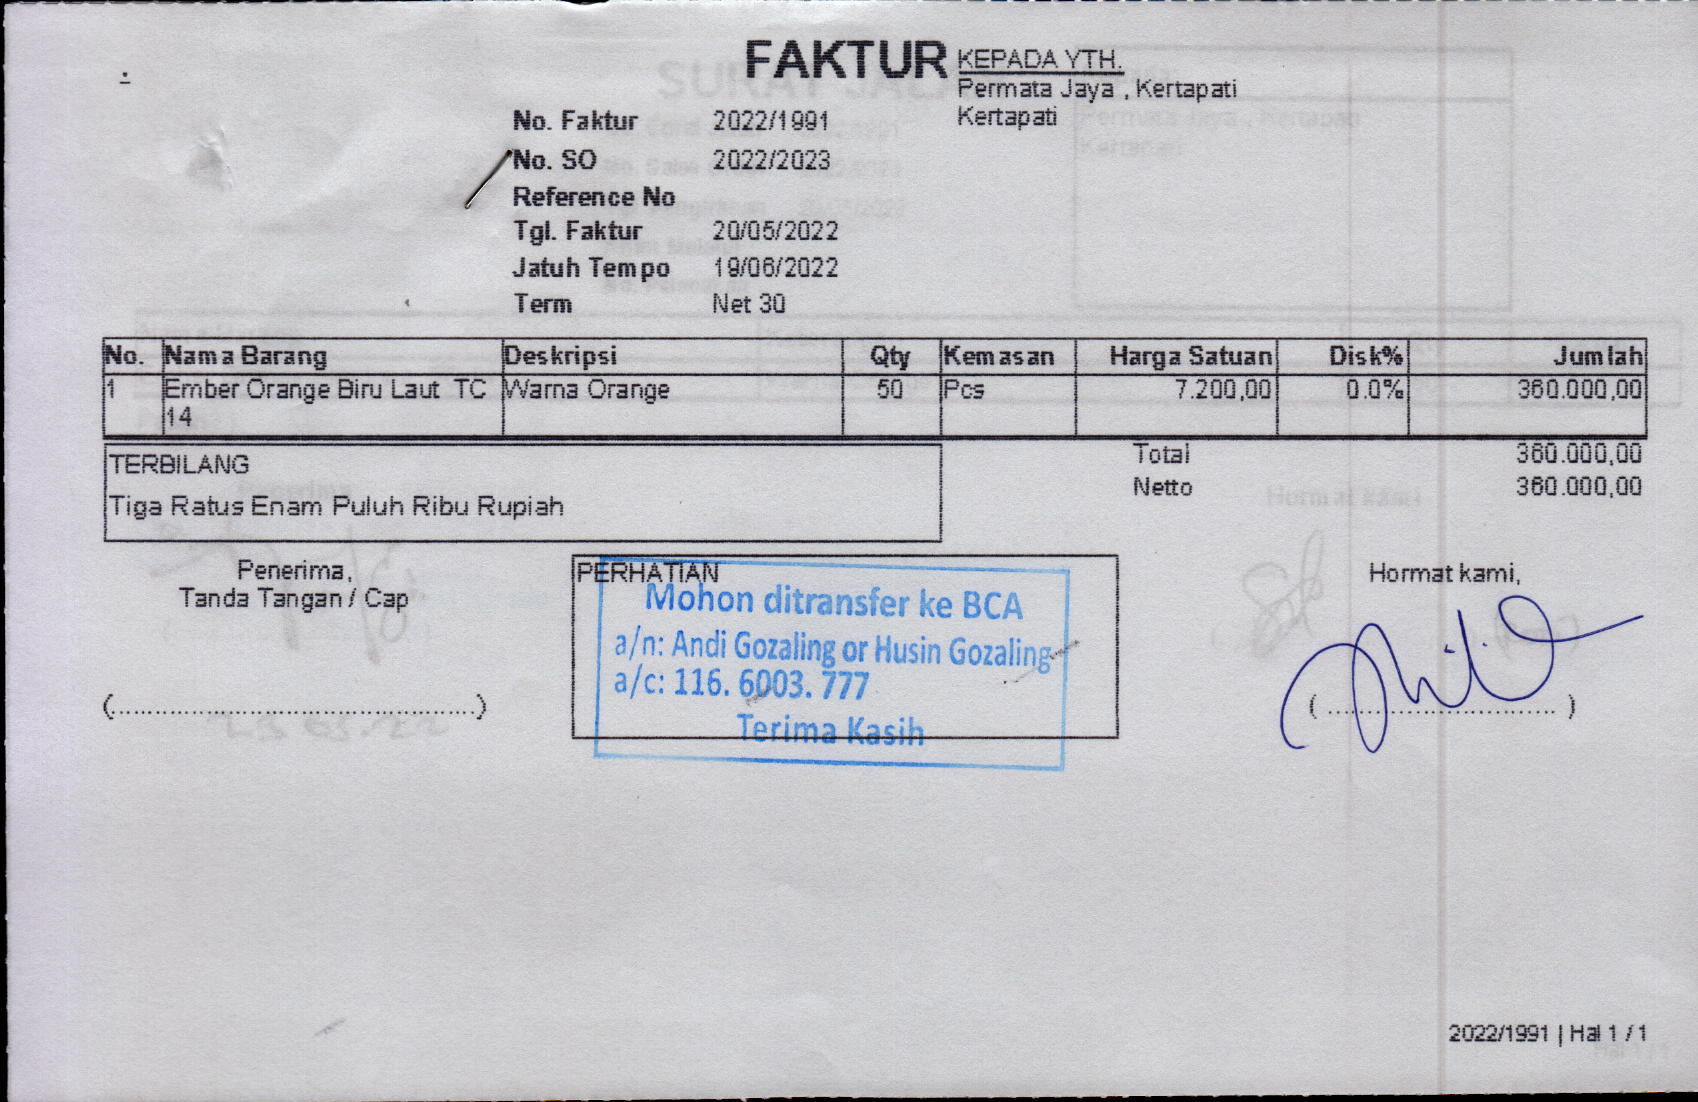 FAKTUR
KEPADA YTH.
Permata Jaya , Kertapati
Kertapati
No. Faktur 2022/1991
No. SO 2022/2023
Reference No
Tgl. Faktur 20/05/2022
Jatuh Tempo 19/06/2022
Term Net 30
No. Nama Barang Deskripsi Qty Kemasan Harga Satuan Disk% Jumlah
1 Ember Orange Biru Laut TC Warna Orange 50 Pcs 7.200,00 0.0% 360.000,00
14
Total 360.000,00
Netto 360.000,00
TERBILANG
Tiga Ratus Enam Puluh Ribu Rupiah
Penerima,
Tanda Tangan / Cap
(................................................)
PERHATIAN
Mohon ditransfer ke BCA
a/n: Andi Gozaling or Husin Gozaling
a/c: 116. 6003. 777
Terima Kasih
Hormat kami,
( .............................. )
2022/1991 | Hal 1 / 1